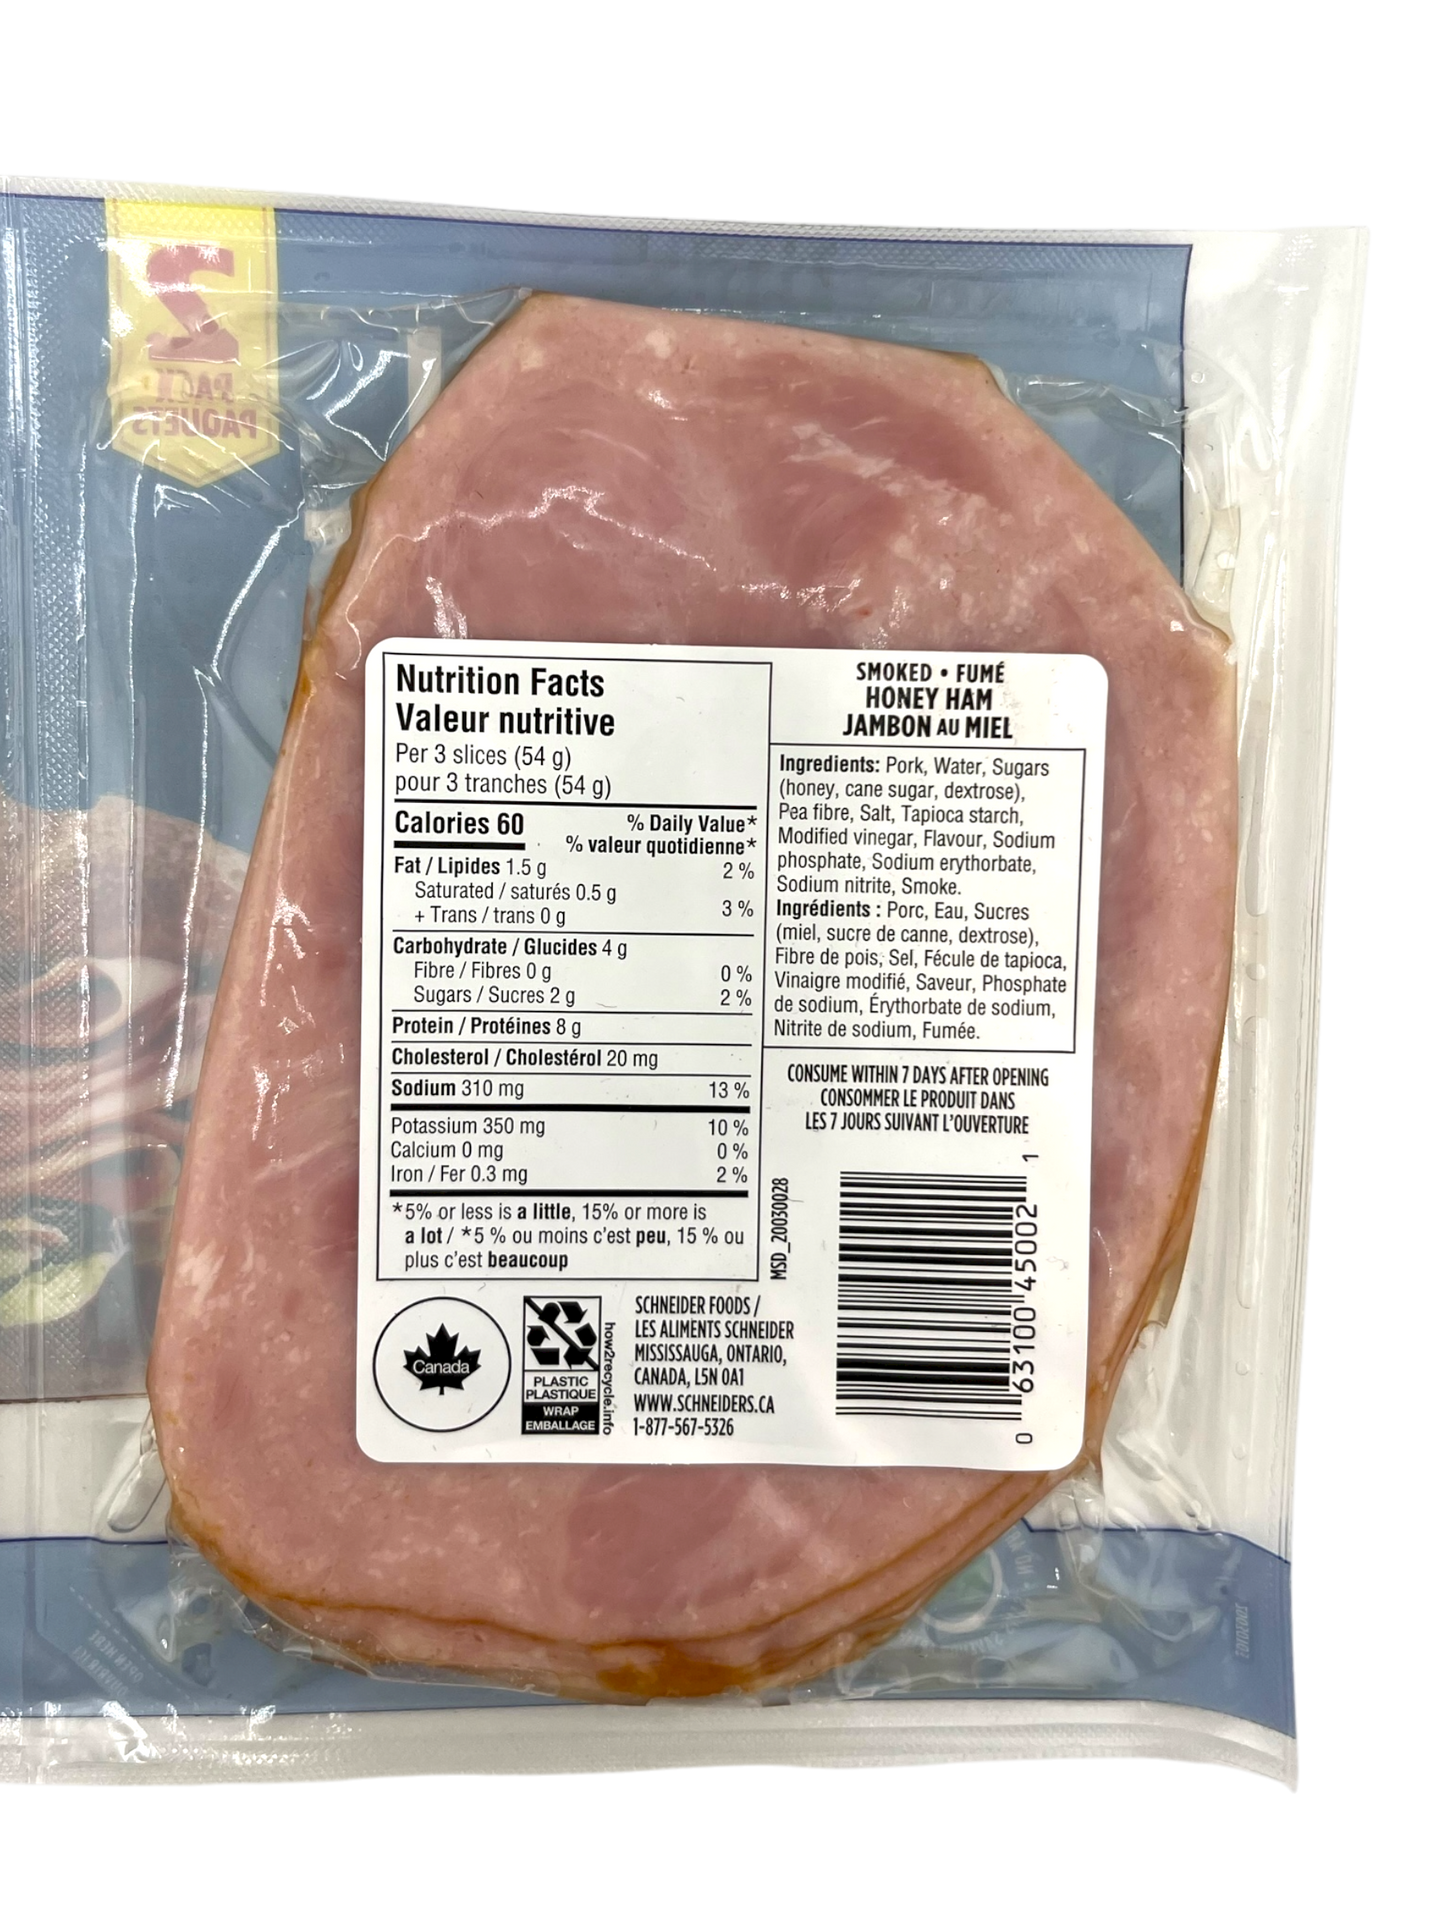 2
PACK
PAQUETS
Nutrition Facts
Valeur nutritive
Per 3 slices (54 g)
pour 3 tranches (54 g)
Calories 60
% Daily Value*
% valeur quotidienne*
Fat / Lipides 1.5 g 2 %
Saturated / saturés 0.5 g
+ Trans / trans 0 g 3 %
Carbohydrate / Glucides 4 g
Fibre / Fibres 0 g 0 %
Sugars / Sucres 2 g 2 %
Protein / Protéines 8 g
Cholesterol / Cholestérol 20 mg
Sodium 310 mg 13 %
Potassium 350 mg 10 %
Calcium 0 mg 0 %
Iron / Fer 0.3 mg 2 %
*5% or less is a little, 15% or more is
a lot / *5 % ou moins c'est peu, 15 % ou
plus c'est beaucoup
SMOKED • FUMÉ
HONEY HAM
JAMBON AU MIEL
Ingredients: Pork, Water, Sugars
(honey, cane sugar, dextrose),
Pea fibre, Salt, Tapioca starch,
Modified vinegar, Flavour, Sodium
phosphate, Sodium erythorbate,
Sodium nitrite, Smoke.
Ingrédients : Porc, Eau, Sucres
(miel, sucre de canne, dextrose),
Fibre de pois, Sel, Fécule de tapioca,
Vinaigre modifié, Saveur, Phosphate
de sodium, Érythorbate de sodium,
Nitrite de sodium, Fumée.
CONSUME WITHIN 7 DAYS AFTER OPENING
CONSOMMER LE PRODUIT DANS
LES 7 JOURS SUIVANT L'OUVERTURE
MSD_20030028
0 63100 45002 1
Canada
PLASTIC
PLASTIQUE
WRAP
EMBALLAGE
how2recycle.info
SCHNEIDER FOODS /
LES ALIMENTS SCHNEIDER
MISSISSAUGA, ONTARIO,
CANADA, L5N 0A1
WWW.SCHNEIDERS.CA
1-877-567-5326